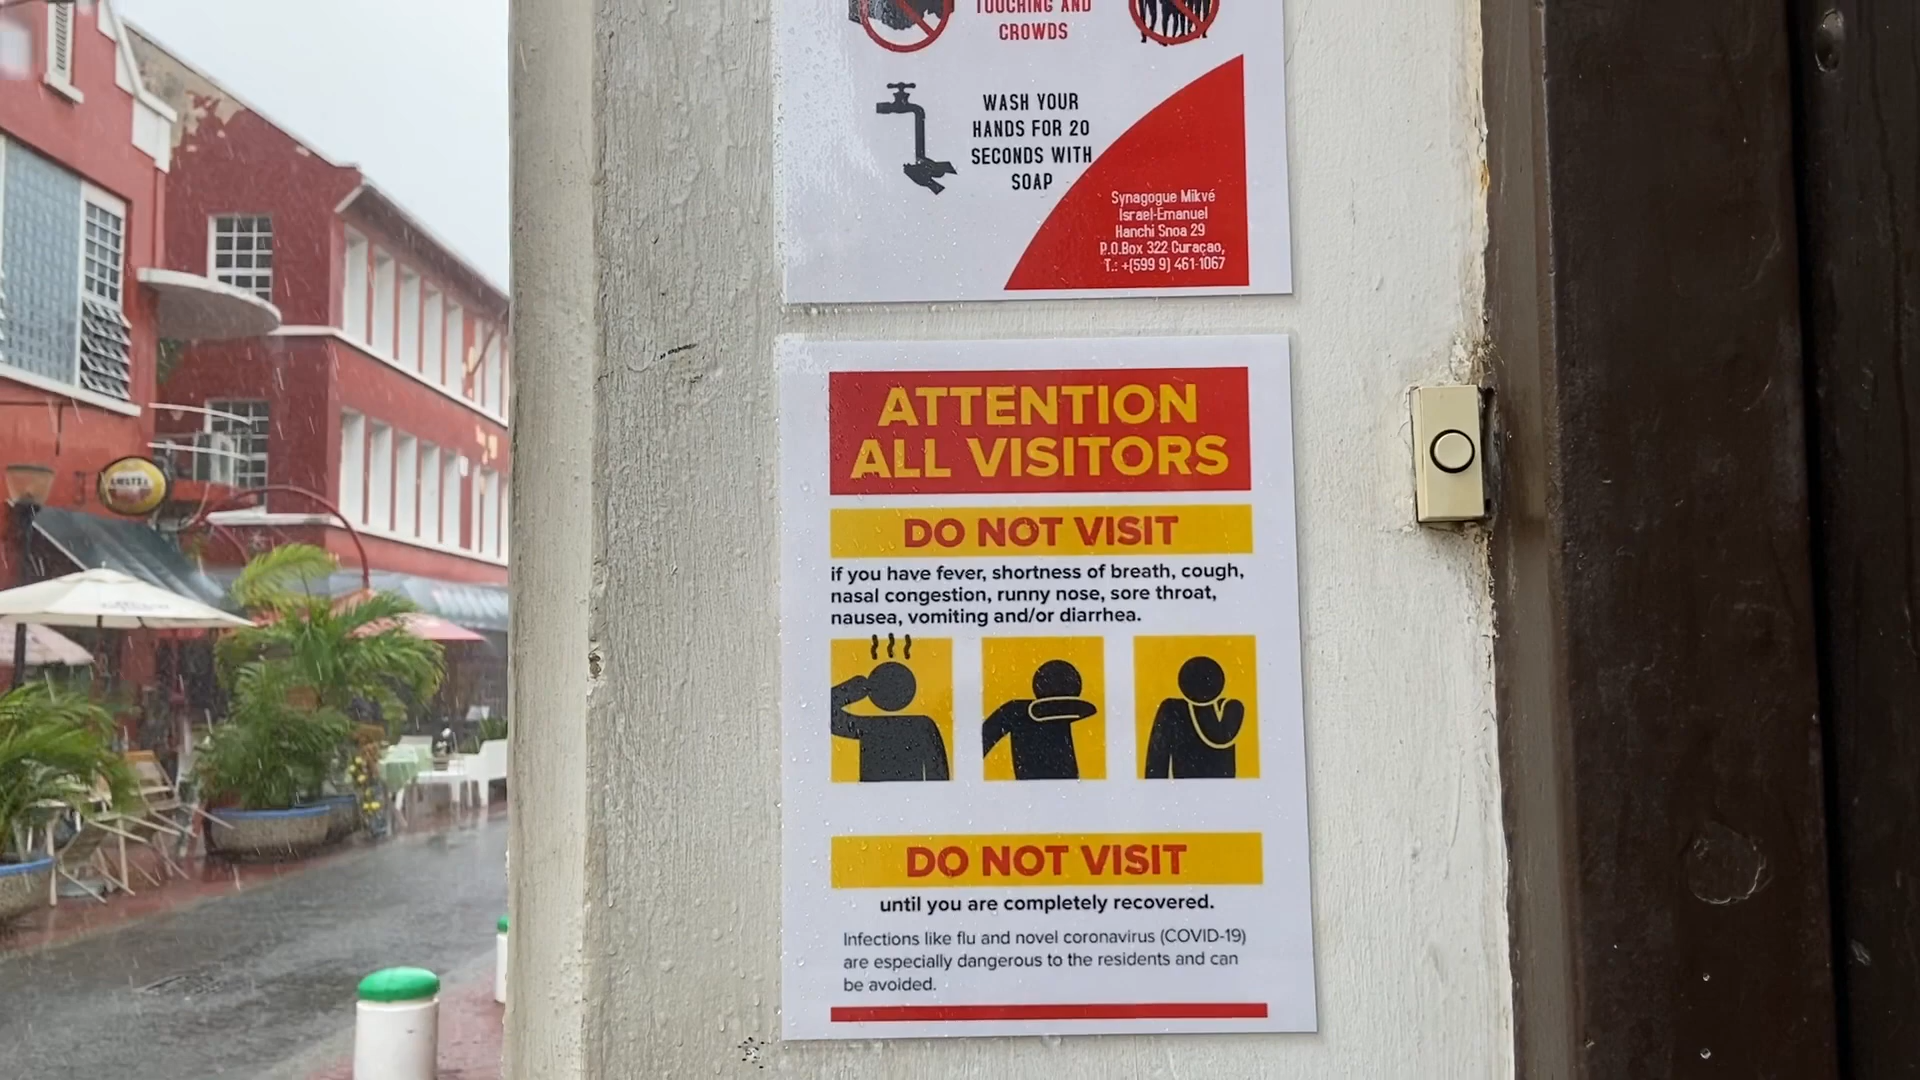 TOUCHING AND
CROWDS
WASH YOUR
HANDS FOR 20
SECONDS WITH
SOAP
Synagogue Mikvé
Israel-Emanuel
Hanchi Snoa 29
P.O.Box 322 Curaçao,
T.: +(599 9) 461-1067
ATTENTION
ALL VISITORS
DO NOT VISIT
if you have fever, shortness of breath, cough,
nasal congestion, runny nose, sore throat,
nausea, vomiting and/or diarrhea.
DO NOT VISIT
until you are completely recovered.
Infections like flu and novel coronavirus (COVID-19)
are especially dangerous to the residents and can
be avoided.